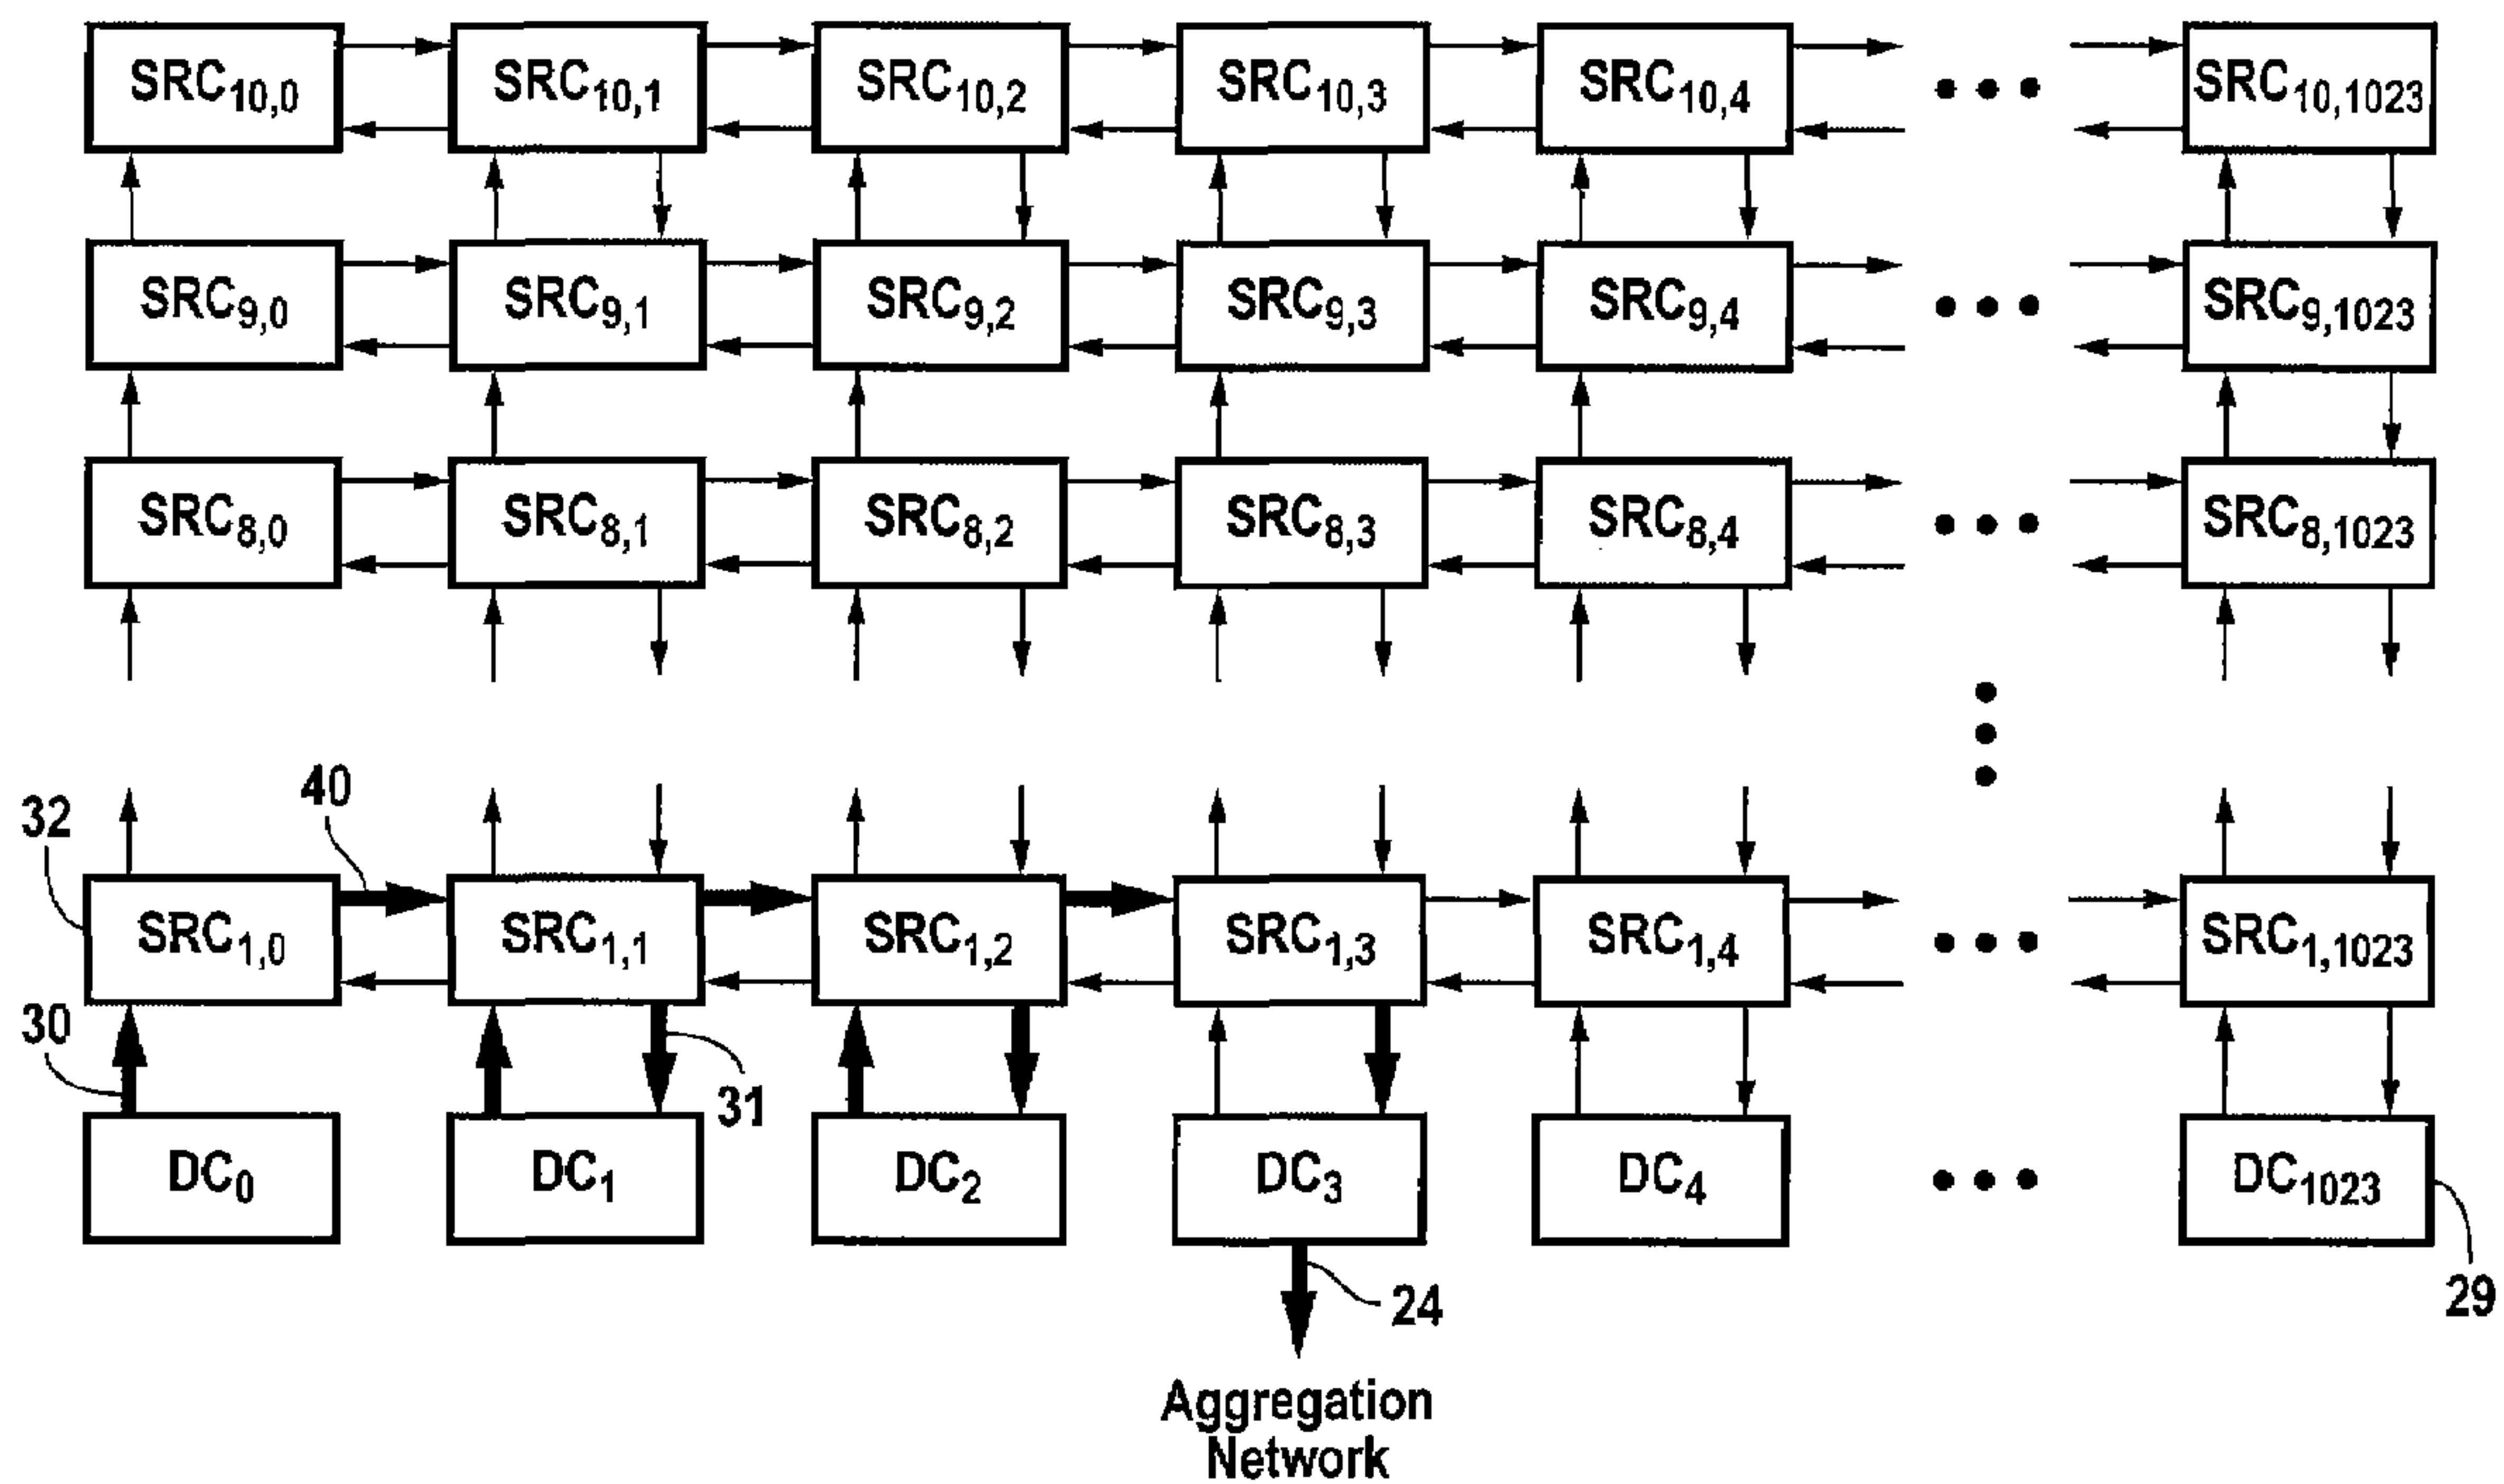 SRC10,0 SRC10,1 SRC10,2 SRC10,3 SRC10,4 SRC10,1023
SRC9,0 SRC9,1 SRC9,2 SRC9,3 SRC9,4 SRC9,1023
SRC8,0 SRC8,1 SRC8,2 SRC8,3 SRC8,4 SRC8,1023
40
32
SRC1,0 SRC1,1 SRC1,2 SRC1,3 SRC1,4 SRC1,1023
30
31
DC0 DC1 DC2 DC3 DC4 DC1023
24
29
Aggregation
Network